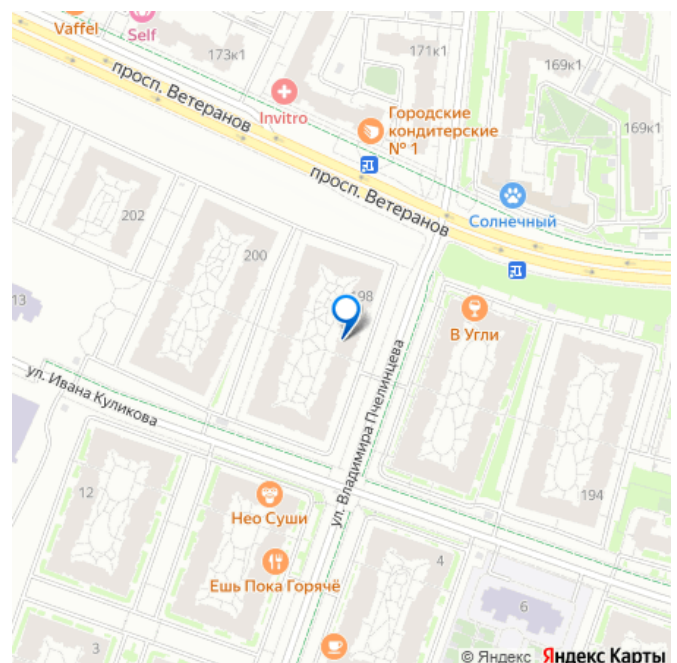 Vaffel
Self
173к1
171к1
169к1
просп. Ветеранов
Invitro
Городские
кондитерские
№ 1
169к1
просп. Ветеранов
Солнечный
202
200
198
13
В Угли
ул. Ивана Куликова
ул. Владимира Пчелинцева
12
Нео Суши
194
Ешь Пока Горячё
4
6
3
© Яндекс Яндекс Карты